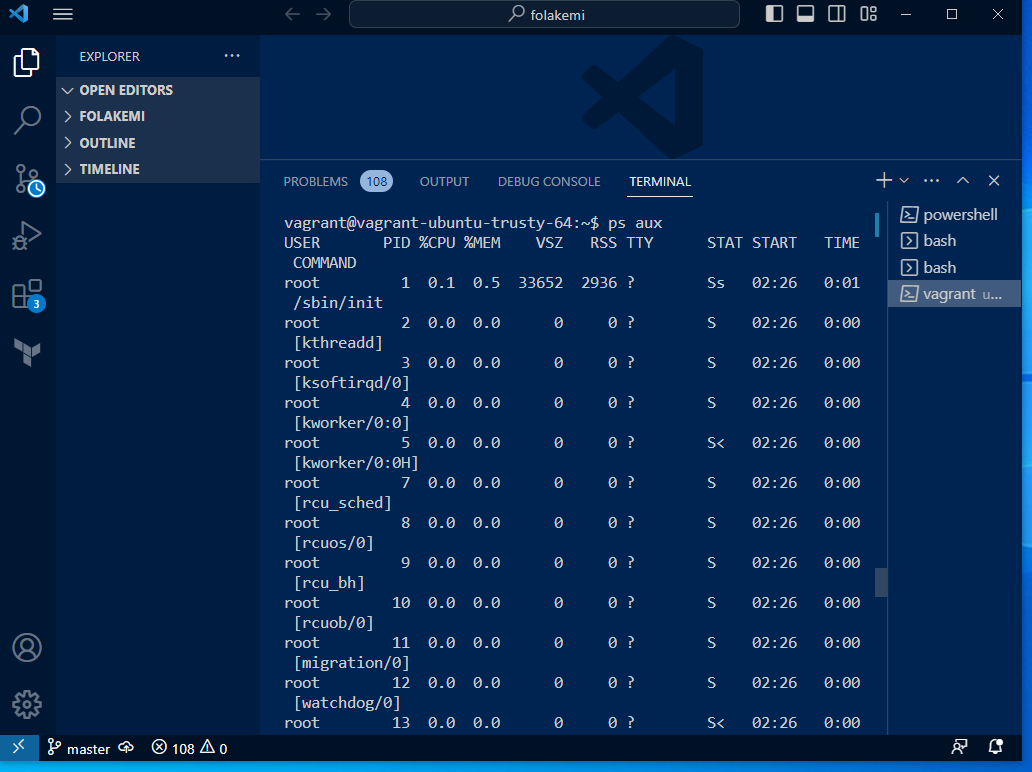 folakemi
EXPLORER
OPEN EDITORS
FOLAKEMI
OUTLINE
TIMELINE
PROBLEMS 108 OUTPUT DEBUG CONSOLE TERMINAL
vagrant@vagrant-ubuntu-trusty-64:~$ ps aux
USER PID %CPU %MEM VSZ RSS TTY STAT START TIME
COMMAND
root 1 0.1 0.5 33652 2936 ? Ss 02:26 0:01
/sbin/init
root 2 0.0 0.0 0 0 ? S 02:26 0:00
[kthreadd]
root 3 0.0 0.0 0 0 ? S 02:26 0:00
[ksoftirqd/0]
root 4 0.0 0.0 0 0 ? S 02:26 0:00
[kworker/0:0]
root 5 0.0 0.0 0 0 ? S< 02:26 0:00
[kworker/0:0H]
root 7 0.0 0.0 0 0 ? S 02:26 0:00
[rcu_sched]
root 8 0.0 0.0 0 0 ? S 02:26 0:00
[rcuos/0]
root 9 0.0 0.0 0 0 ? S 02:26 0:00
[rcu_bh]
root 10 0.0 0.0 0 0 ? S 02:26 0:00
[rcuob/0]
root 11 0.0 0.0 0 0 ? S 02:26 0:00
[migration/0]
root 12 0.0 0.0 0 0 ? S 02:26 0:00
[watchdog/0]
root 13 0.0 0.0 0 0 ? S< 02:26 0:00
powershell
bash
bash
vagrant u...
3
master 108 0